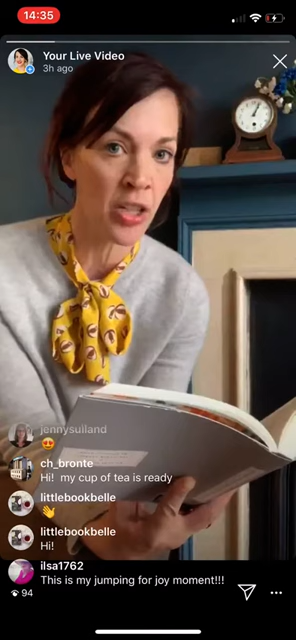 14:35
Your Live Video
3h ago
jennysulland
😍
ch_bronte
Hi! my cup of tea is ready
littlebookbelle
👋
littlebookbelle
Hi!
ilsa1762
This is my jumping for joy moment!!!
94